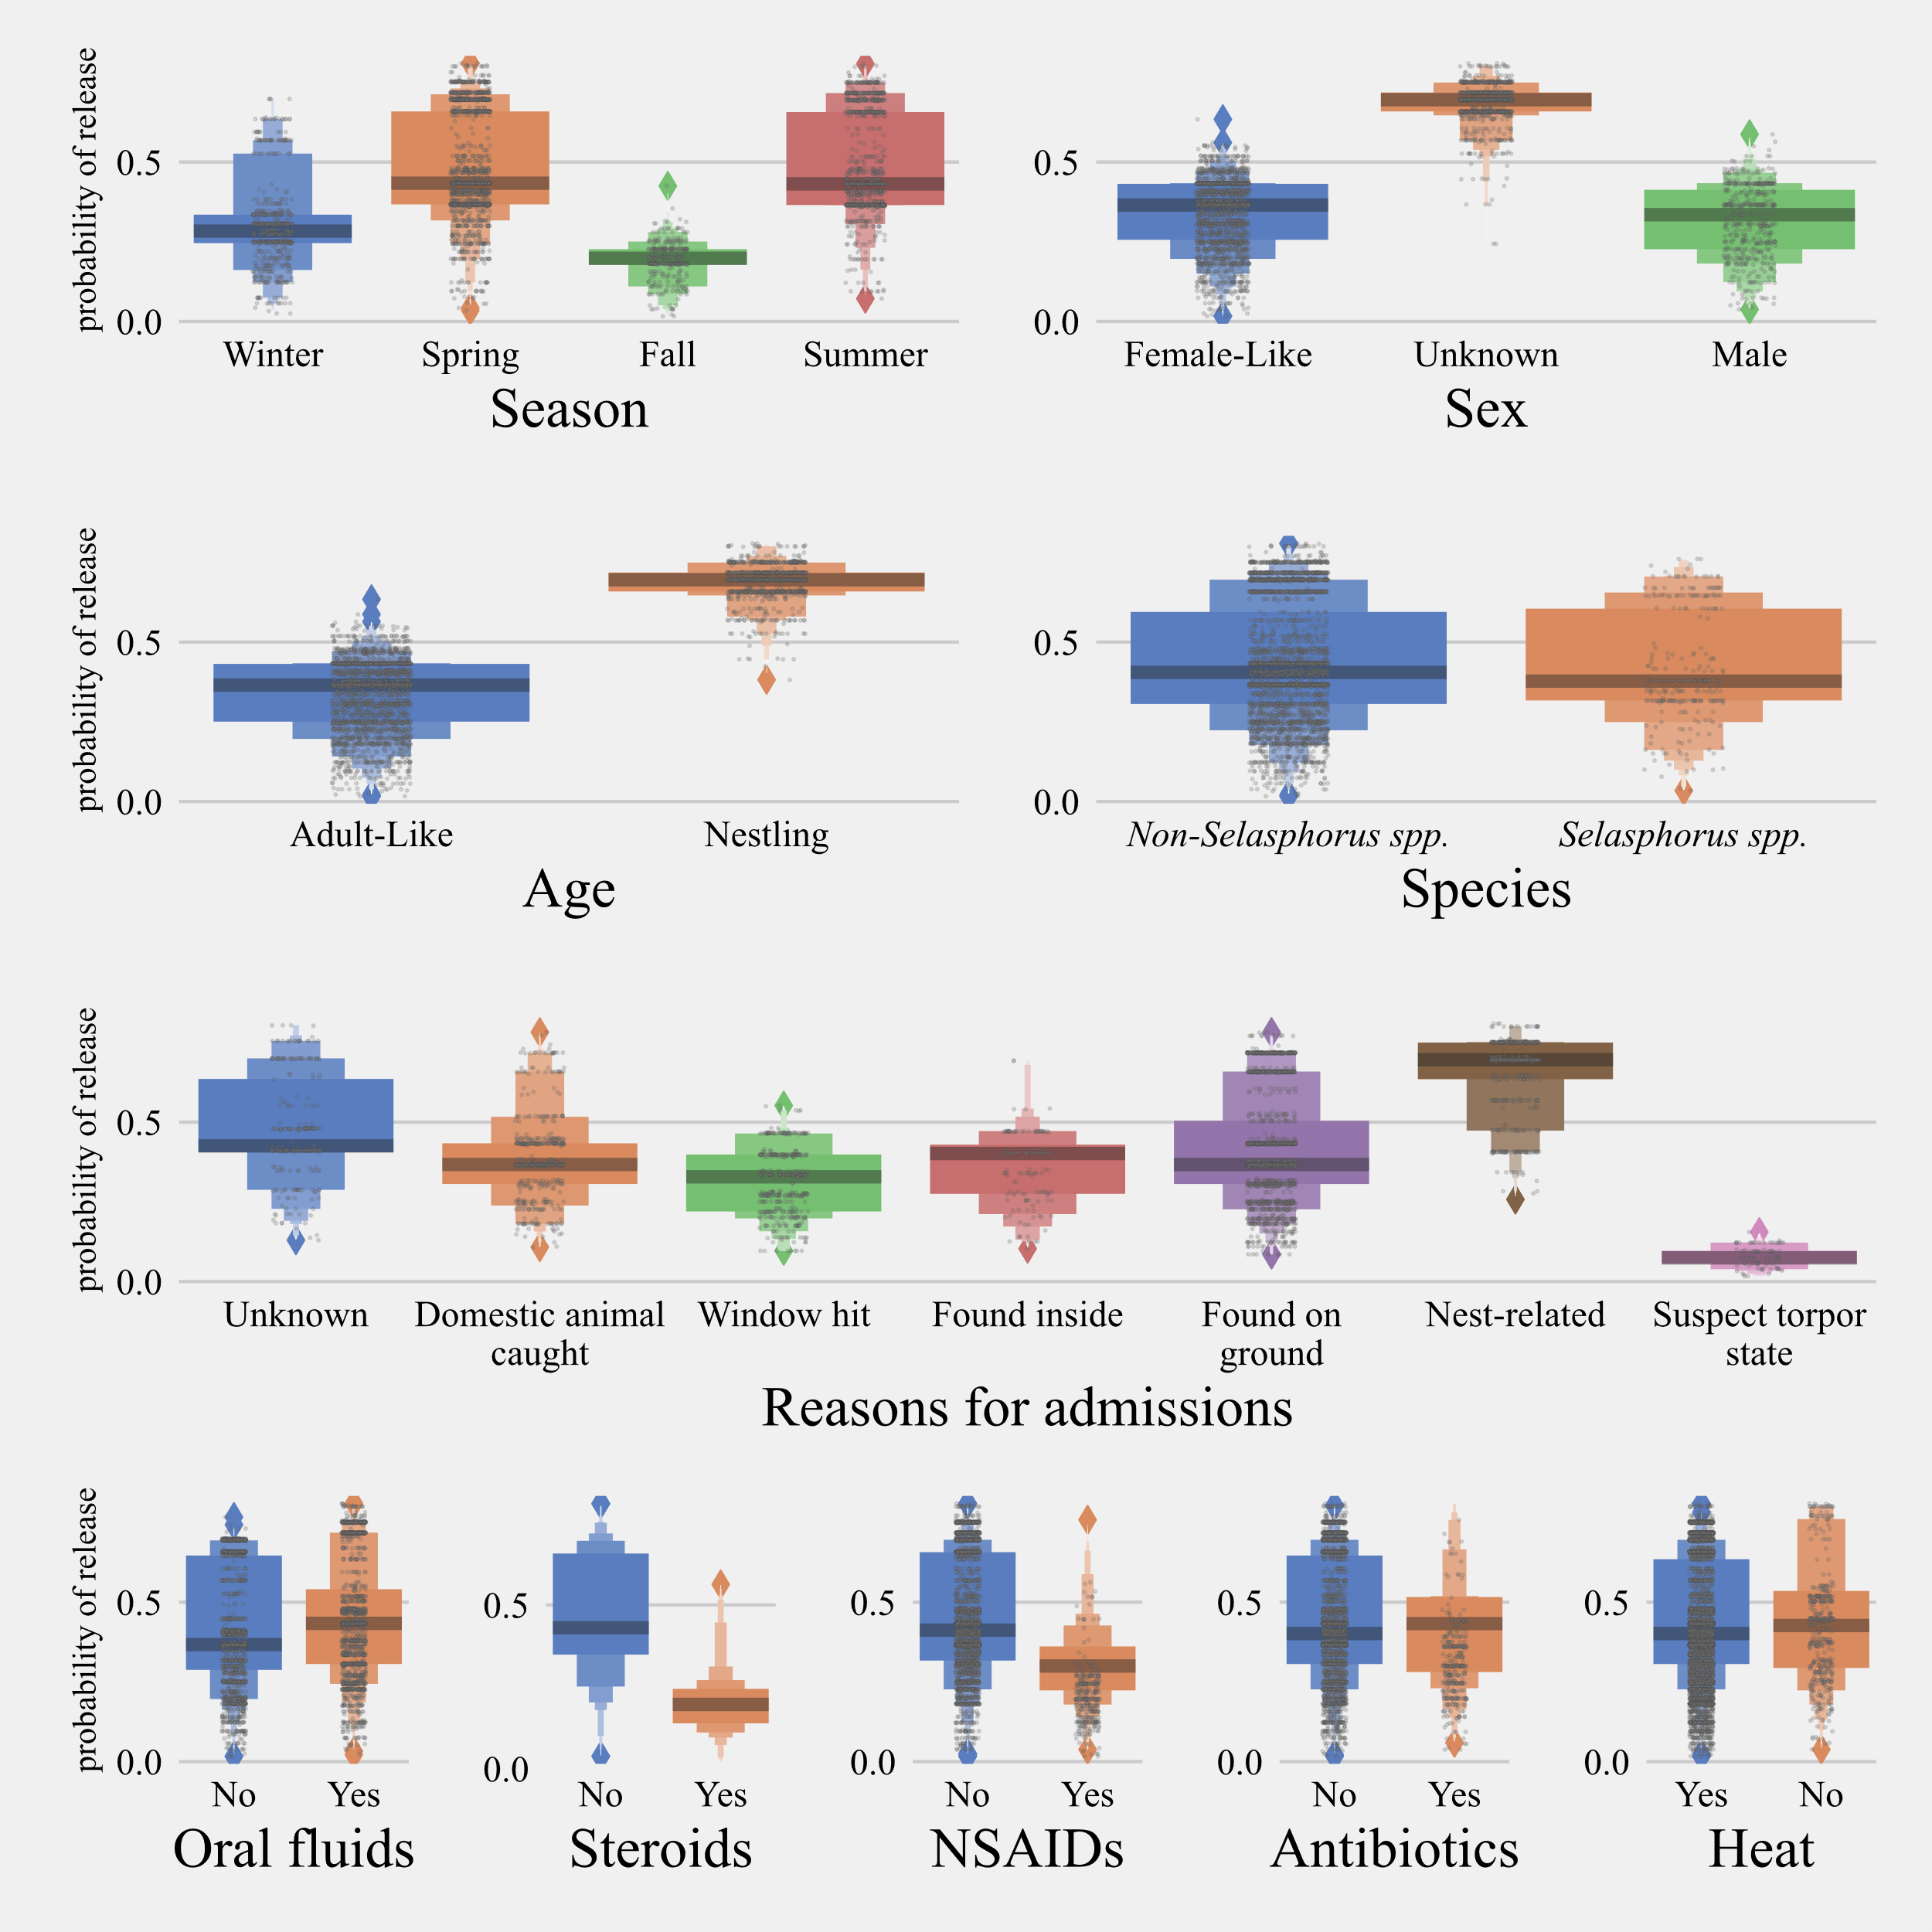 probability of release
0.5
0.0
Winter Spring Fall Summer
Season
0.5
0.0
Female-Like Unknown Male
Sex
probability of release
0.5
0.0
Adult-Like Nestling
Age
0.5
0.0
Non-Selasphorus spp. Selasphorus spp.
Species
probability of release
0.5
0.0
Unknown Domestic animal caught Window hit Found inside Found on ground Nest-related Suspect torpor state
Reasons for admissions
probability of release
0.5
0.0
No Yes
Oral fluids
0.5
0.0
No Yes
Steroids
0.5
0.0
No Yes
NSAIDs
0.5
0.0
No Yes
Antibiotics
0.5
0.0
Yes No
Heat